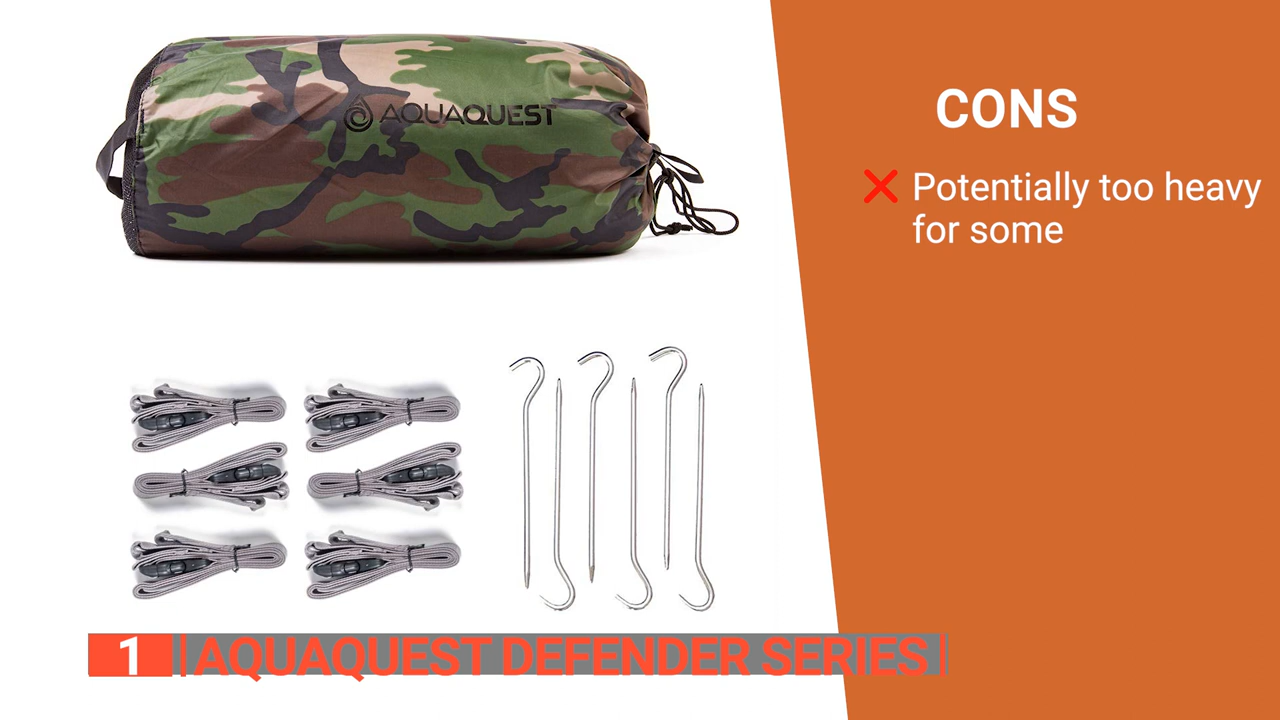 AQUAQUEST
CONS
Potentially too heavy
for some
1 AQUAQUEST DEFENDER SERIES